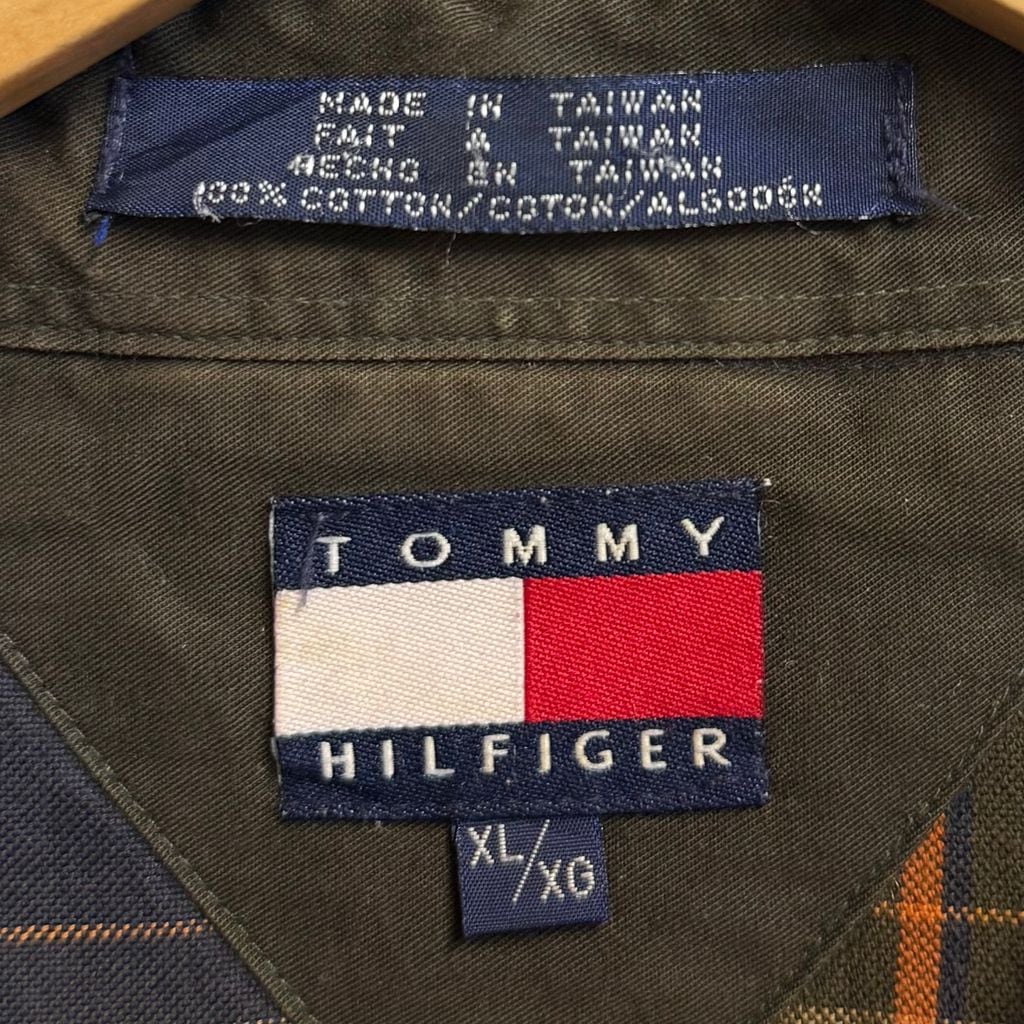 MADE IN TAIWAN
FAIT A TAIWAN
HECHO EN TAIWAN
100% COTTON/COTON/ALGODÓN
TOMMY
HILFIGER
XL/XG